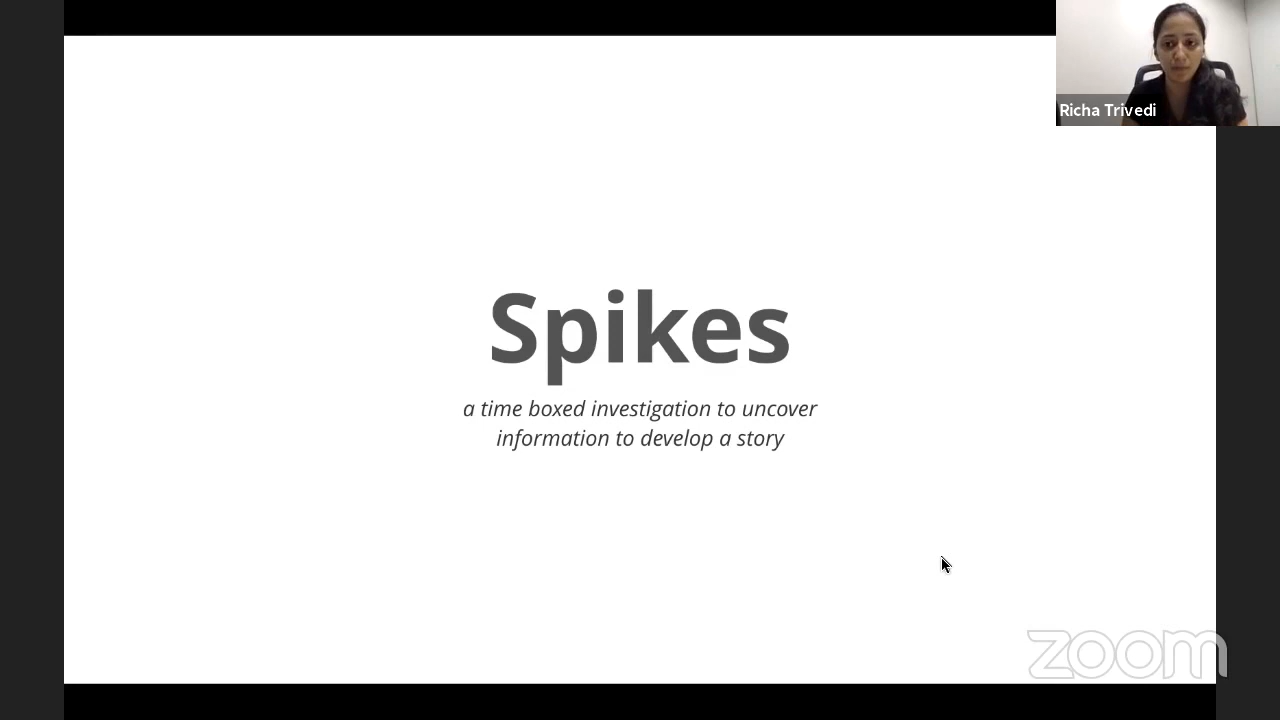 Richa Trivedi
Spikes
a time boxed investigation to uncover
information to develop a story
zoom